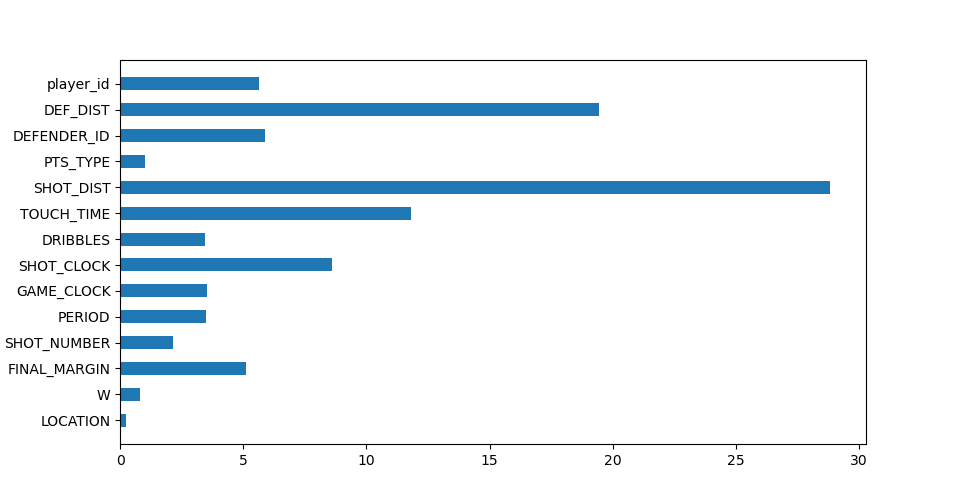 player_id
DEF_DIST
DEFENDER_ID
PTS_TYPE
SHOT_DIST
TOUCH_TIME
DRIBBLES
SHOT_CLOCK
GAME_CLOCK
PERIOD
SHOT_NUMBER
FINAL_MARGIN
W
LOCATION
0 5 10 15 20 25 30